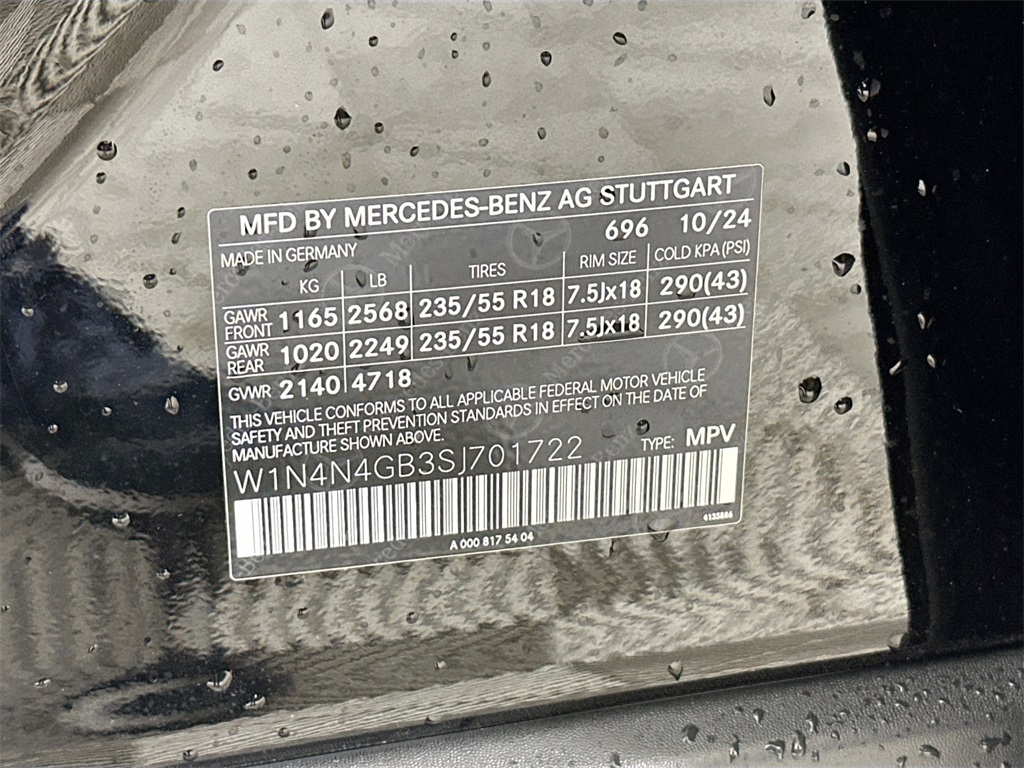 MFD BY MERCEDES-BENZ AG STUTTGART
MADE IN GERMANY 696 10/24
KG LB TIRES RIM SIZE COLD KPA (PSI)
GAWR FRONT 1165 2568 235/55 R18 7.5Jx18 290(43)
GAWR REAR 1020 2249 235/55 R18 7.5Jx18 290(43)
GVWR 2140 4718
THIS VEHICLE CONFORMS TO ALL APPLICABLE FEDERAL MOTOR VEHICLE
SAFETY AND THEFT PREVENTION STANDARDS IN EFFECT ON THE DATE OF
MANUFACTURE SHOWN ABOVE.
W1N4N4GB3SJ701722 TYPE: MPV
A 000 817 54 04 4135886